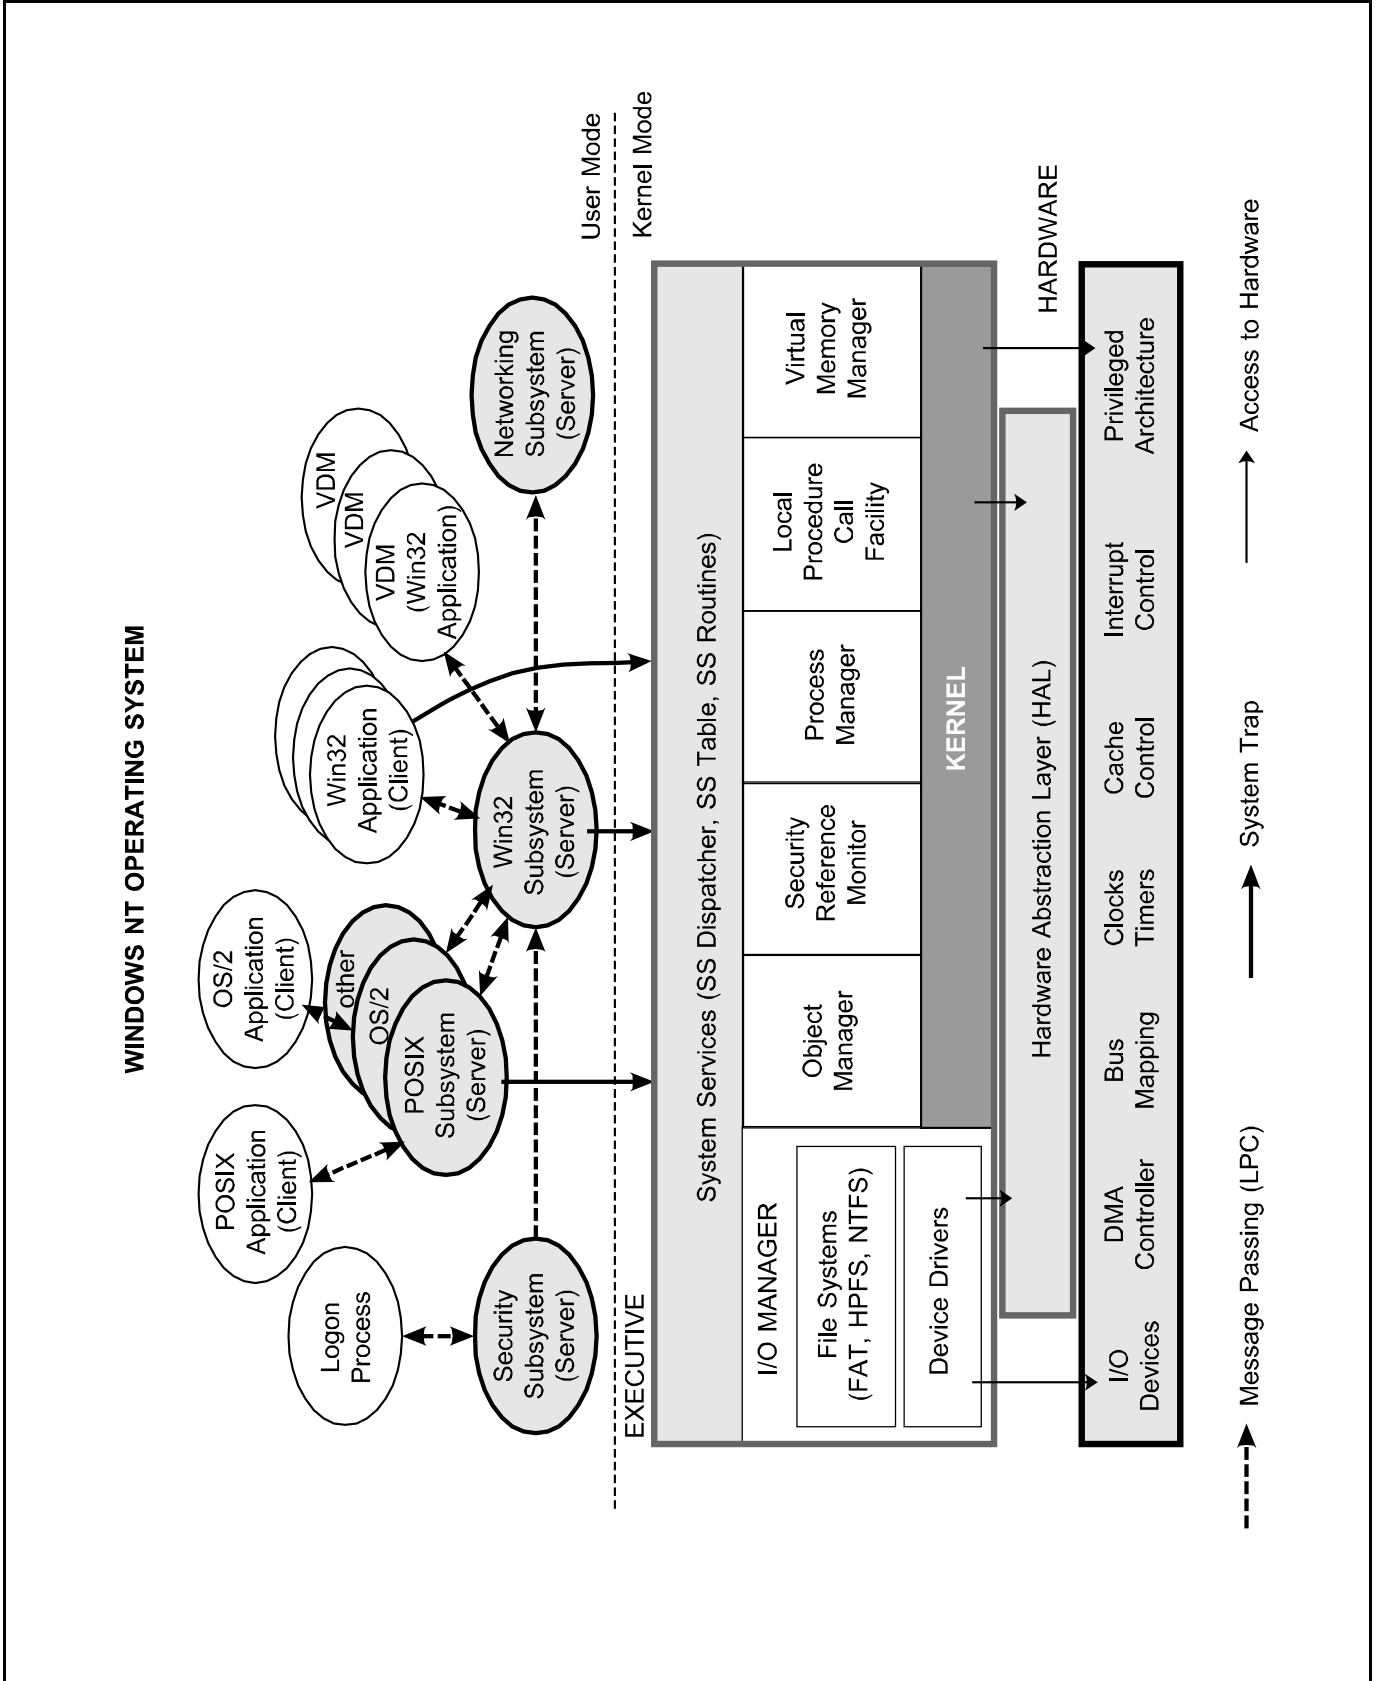 WINDOWS NT OPERATING SYSTEM
Logon
Process
POSIX
Application
(Client)
OS/2
Application
(Client)
Win32
Application
(Client)
VDM
VDM
VDM
(Win32
Application)
other
OS/2
POSIX
Subsystem
(Server)
Security
Subsystem
(Server)
Win32
Subsystem
(Server)
Networking
Subsystem
(Server)
User Mode
Kernel Mode
EXECUTIVE
System Services (SS Dispatcher, SS Table, SS Routines)
I/O MANAGER
File Systems
(FAT, HPFS, NTFS)
Device Drivers
Object
Manager
Security
Reference
Monitor
Process
Manager
Local
Procedure
Call
Facility
Virtual
Memory
Manager
KERNEL
Hardware Abstraction Layer (HAL)
HARDWARE
I/O
Devices
DMA
Controller
Bus
Mapping
Clocks
Timers
Cache
Control
Interrupt
Control
Privileged
Architecture
Message Passing (LPC)
System Trap
Access to Hardware